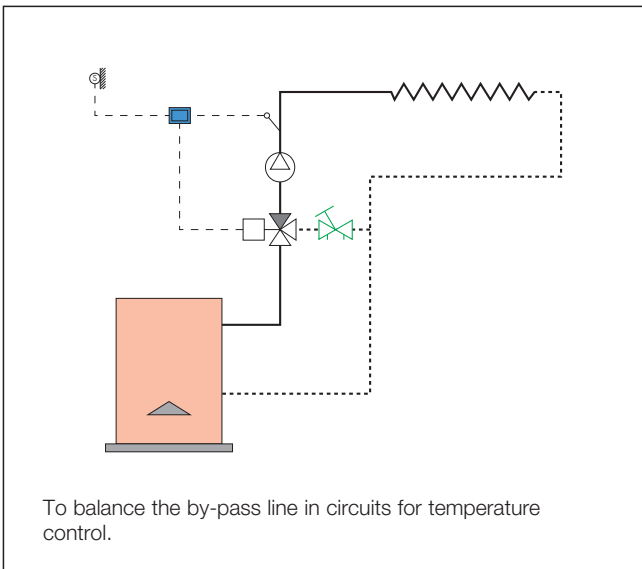 S
To balance the by-pass line in circuits for temperature
control.